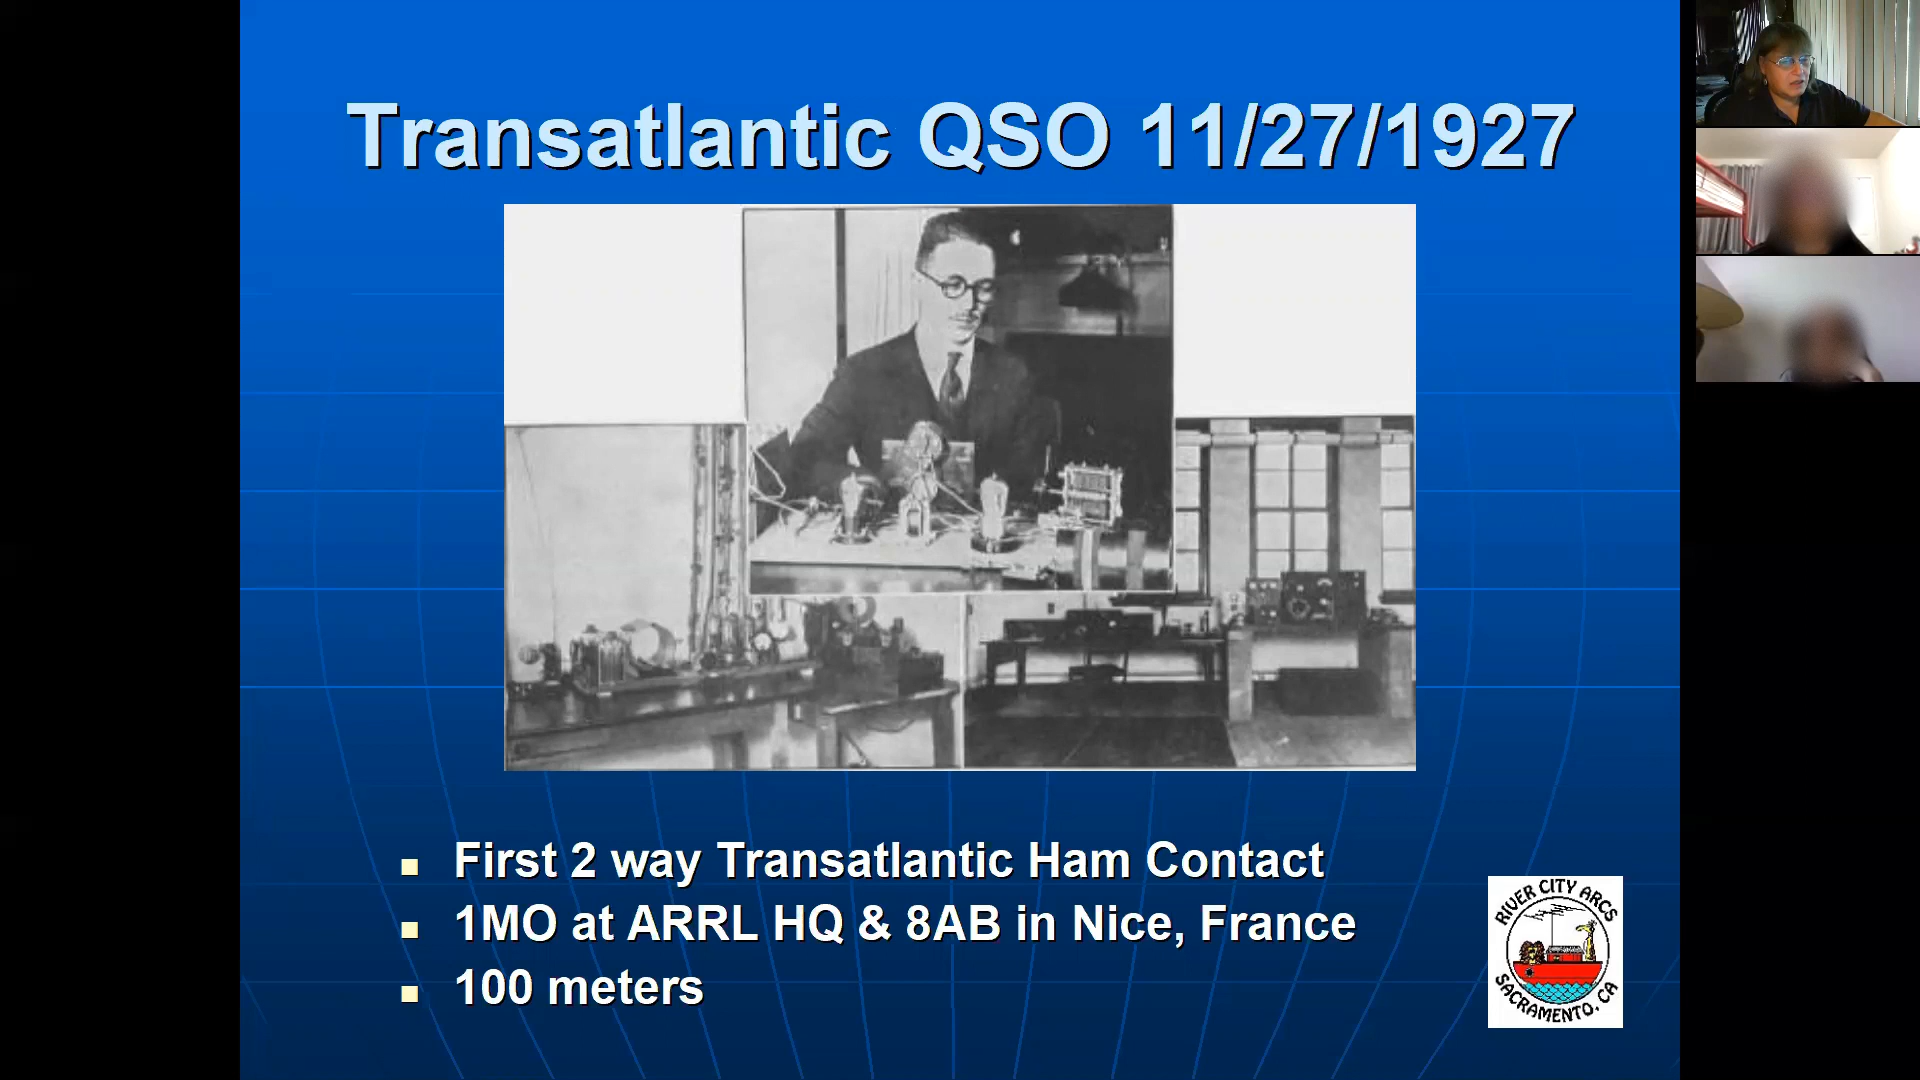 Transatlantic QSO 11/27/1927
First 2 way Transatlantic Ham Contact
1MO at ARRL HQ & 8AB in Nice, France
100 meters
RIVER CITY ARCS
SACRAMENTO, CA